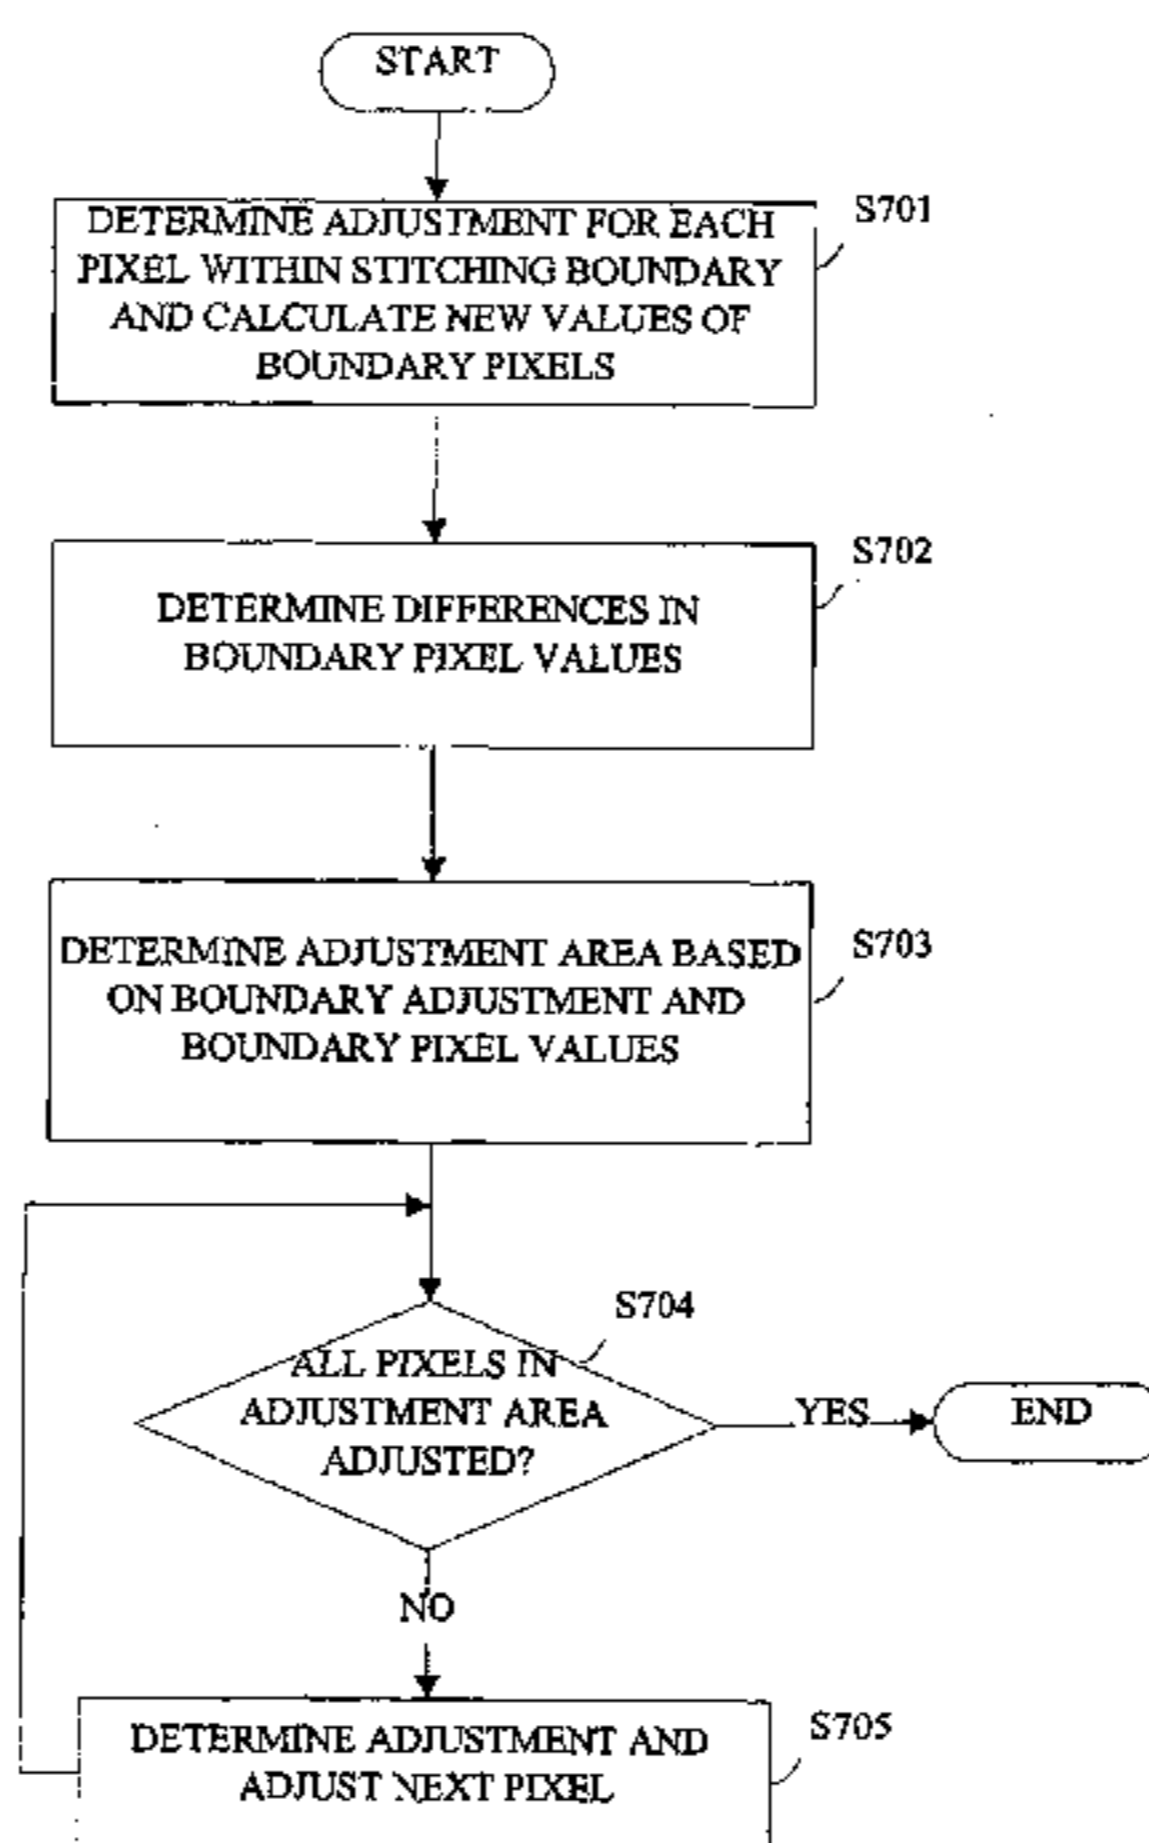 START
S701
DETERMINE ADJUSTMENT FOR EACH
PIXEL WITHIN STITCHING BOUNDARY
AND CALCULATE NEW VALUES OF
BOUNDARY PIXELS
S702
DETERMINE DIFFERENCES IN
BOUNDARY PIXEL VALUES
S703
DETERMINE ADJUSTMENT AREA BASED
ON BOUNDARY ADJUSTMENT AND
BOUNDARY PIXEL VALUES
S704
ALL PIXELS IN
ADJUSTMENT AREA
ADJUSTED?
YES
END
NO
S705
DETERMINE ADJUSTMENT AND
ADJUST NEXT PIXEL